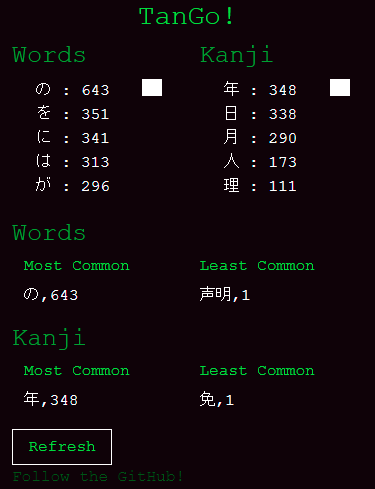 TanGo!
Words Kanji
の : 643 年 : 348
を : 351 日 : 338
に : 341 月 : 290
は : 313 人 : 173
が : 296 理 : 111
Words
Most Common Least Common
の,643 声明,1
Kanji
Most Common Least Common
年,348 免,1
Refresh
Follow the GitHub!